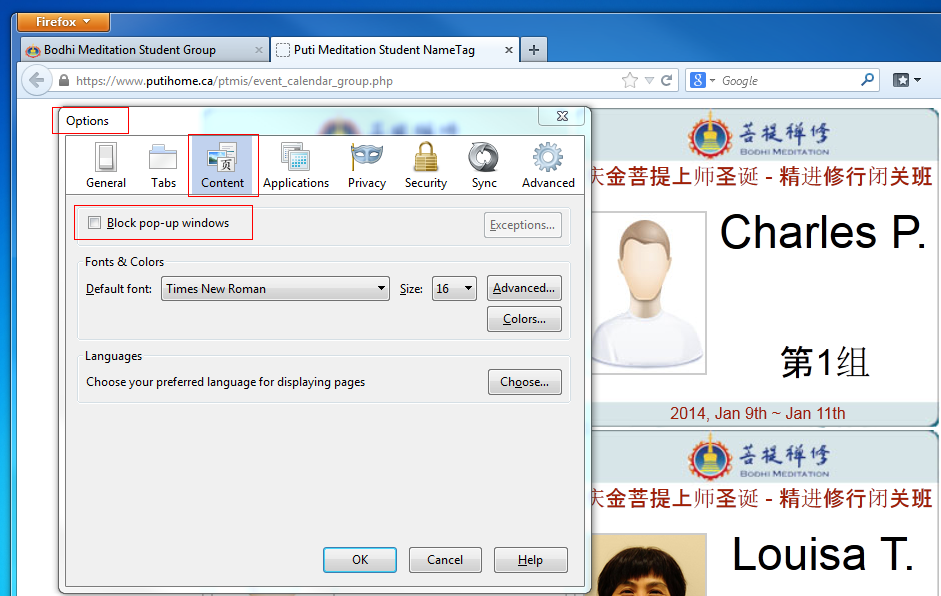 Firefox
Bodhi Meditation Student Group
Puti Meditation Student NameTag
https://www.putihome.ca/ptmis/event_calendar_group.php
Google
Options
General
Tabs
Content
Applications
Privacy
Security
Sync
Advanced
Block pop-up windows
Exceptions...
Fonts & Colors
Default font:
Times New Roman
Size:
16
Advanced...
Colors...
Languages
Choose your preferred language for displaying pages
Choose...
OK
Cancel
Help
菩提禅修
BODHI MEDITATION
庆金菩提上师圣诞 - 精进修行闭关班
Charles P.
第1组
2014, Jan 9th ~ Jan 11th
菩提禅修
BODHI MEDITATION
庆金菩提上师圣诞 - 精进修行闭关班
Louisa T.